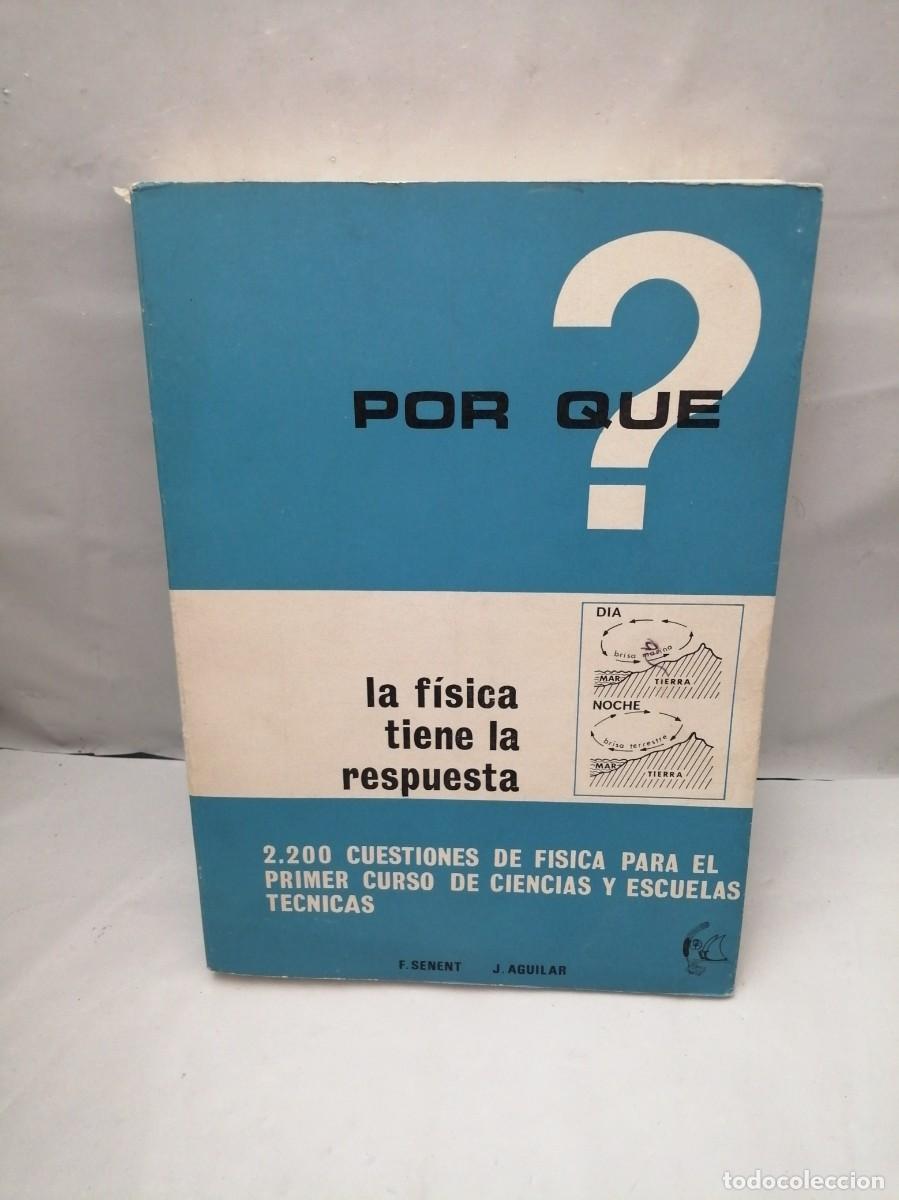 POR QUE
?
DIA
brisa marina
MAR
TIERRA
NOCHE
brisa terrestre
MAR
TIERRA
la física
tiene la
respuesta
2.200 CUESTIONES DE FISICA PARA EL
PRIMER CURSO DE CIENCIAS Y ESCUELAS
TECNICAS
F. SENENT J. AGUILAR
todocoleccion